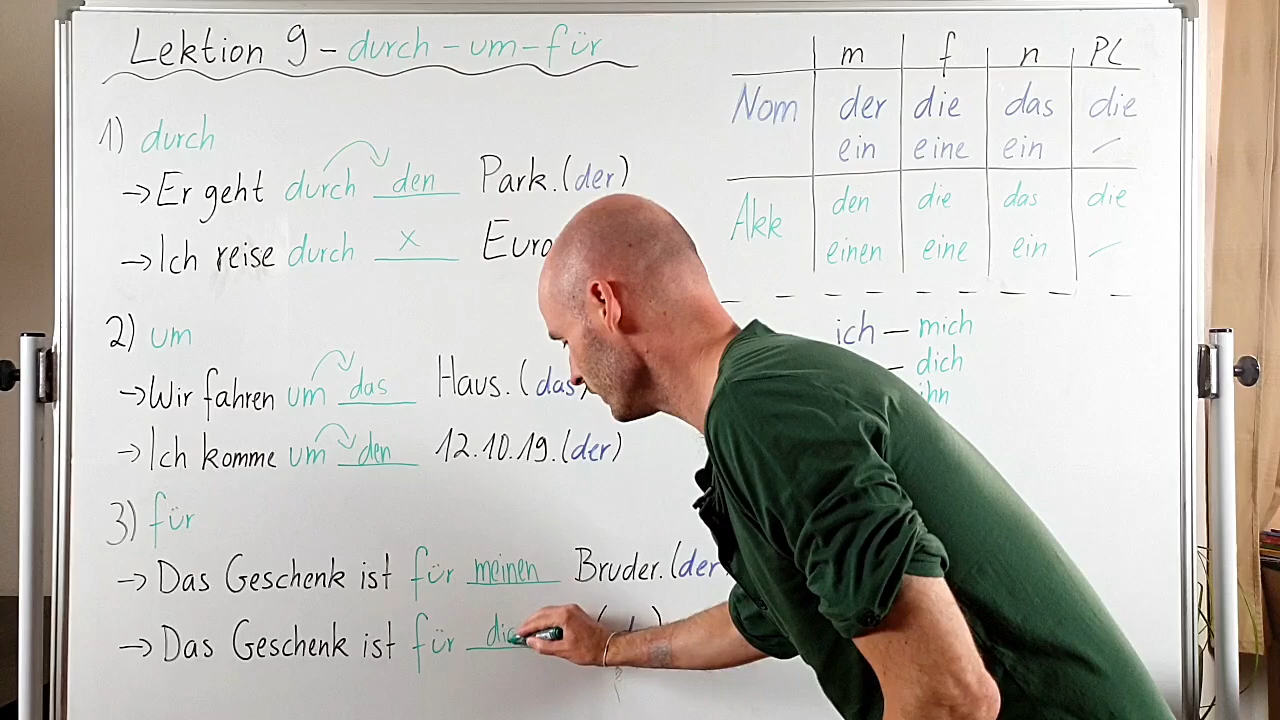 Lektion 9 - durch - um - für
1) durch
→ Er geht durch den Park. (der)
→ Ich reise durch x
2) um
→ Wir fahren um das Haus. (das
→ Ich komme um den 12.10.19. (der)
3) für
→ Das Geschenk ist für meinen Bruder. (der
→ Das Geschenk ist für
m f n Pl
Nom der die das die
ein eine ein –
Akk den die das die
einen eine ein –
ich – mich
– dich
ihn